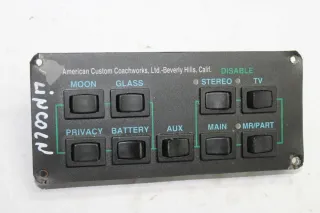 American Custom Coachworks, Ltd.-Beverly Hills, Calif.
DISABLE
MOON GLASS STEREO TV
PRIVACY BATTERY AUX MAIN MR/PART
LINCOLN